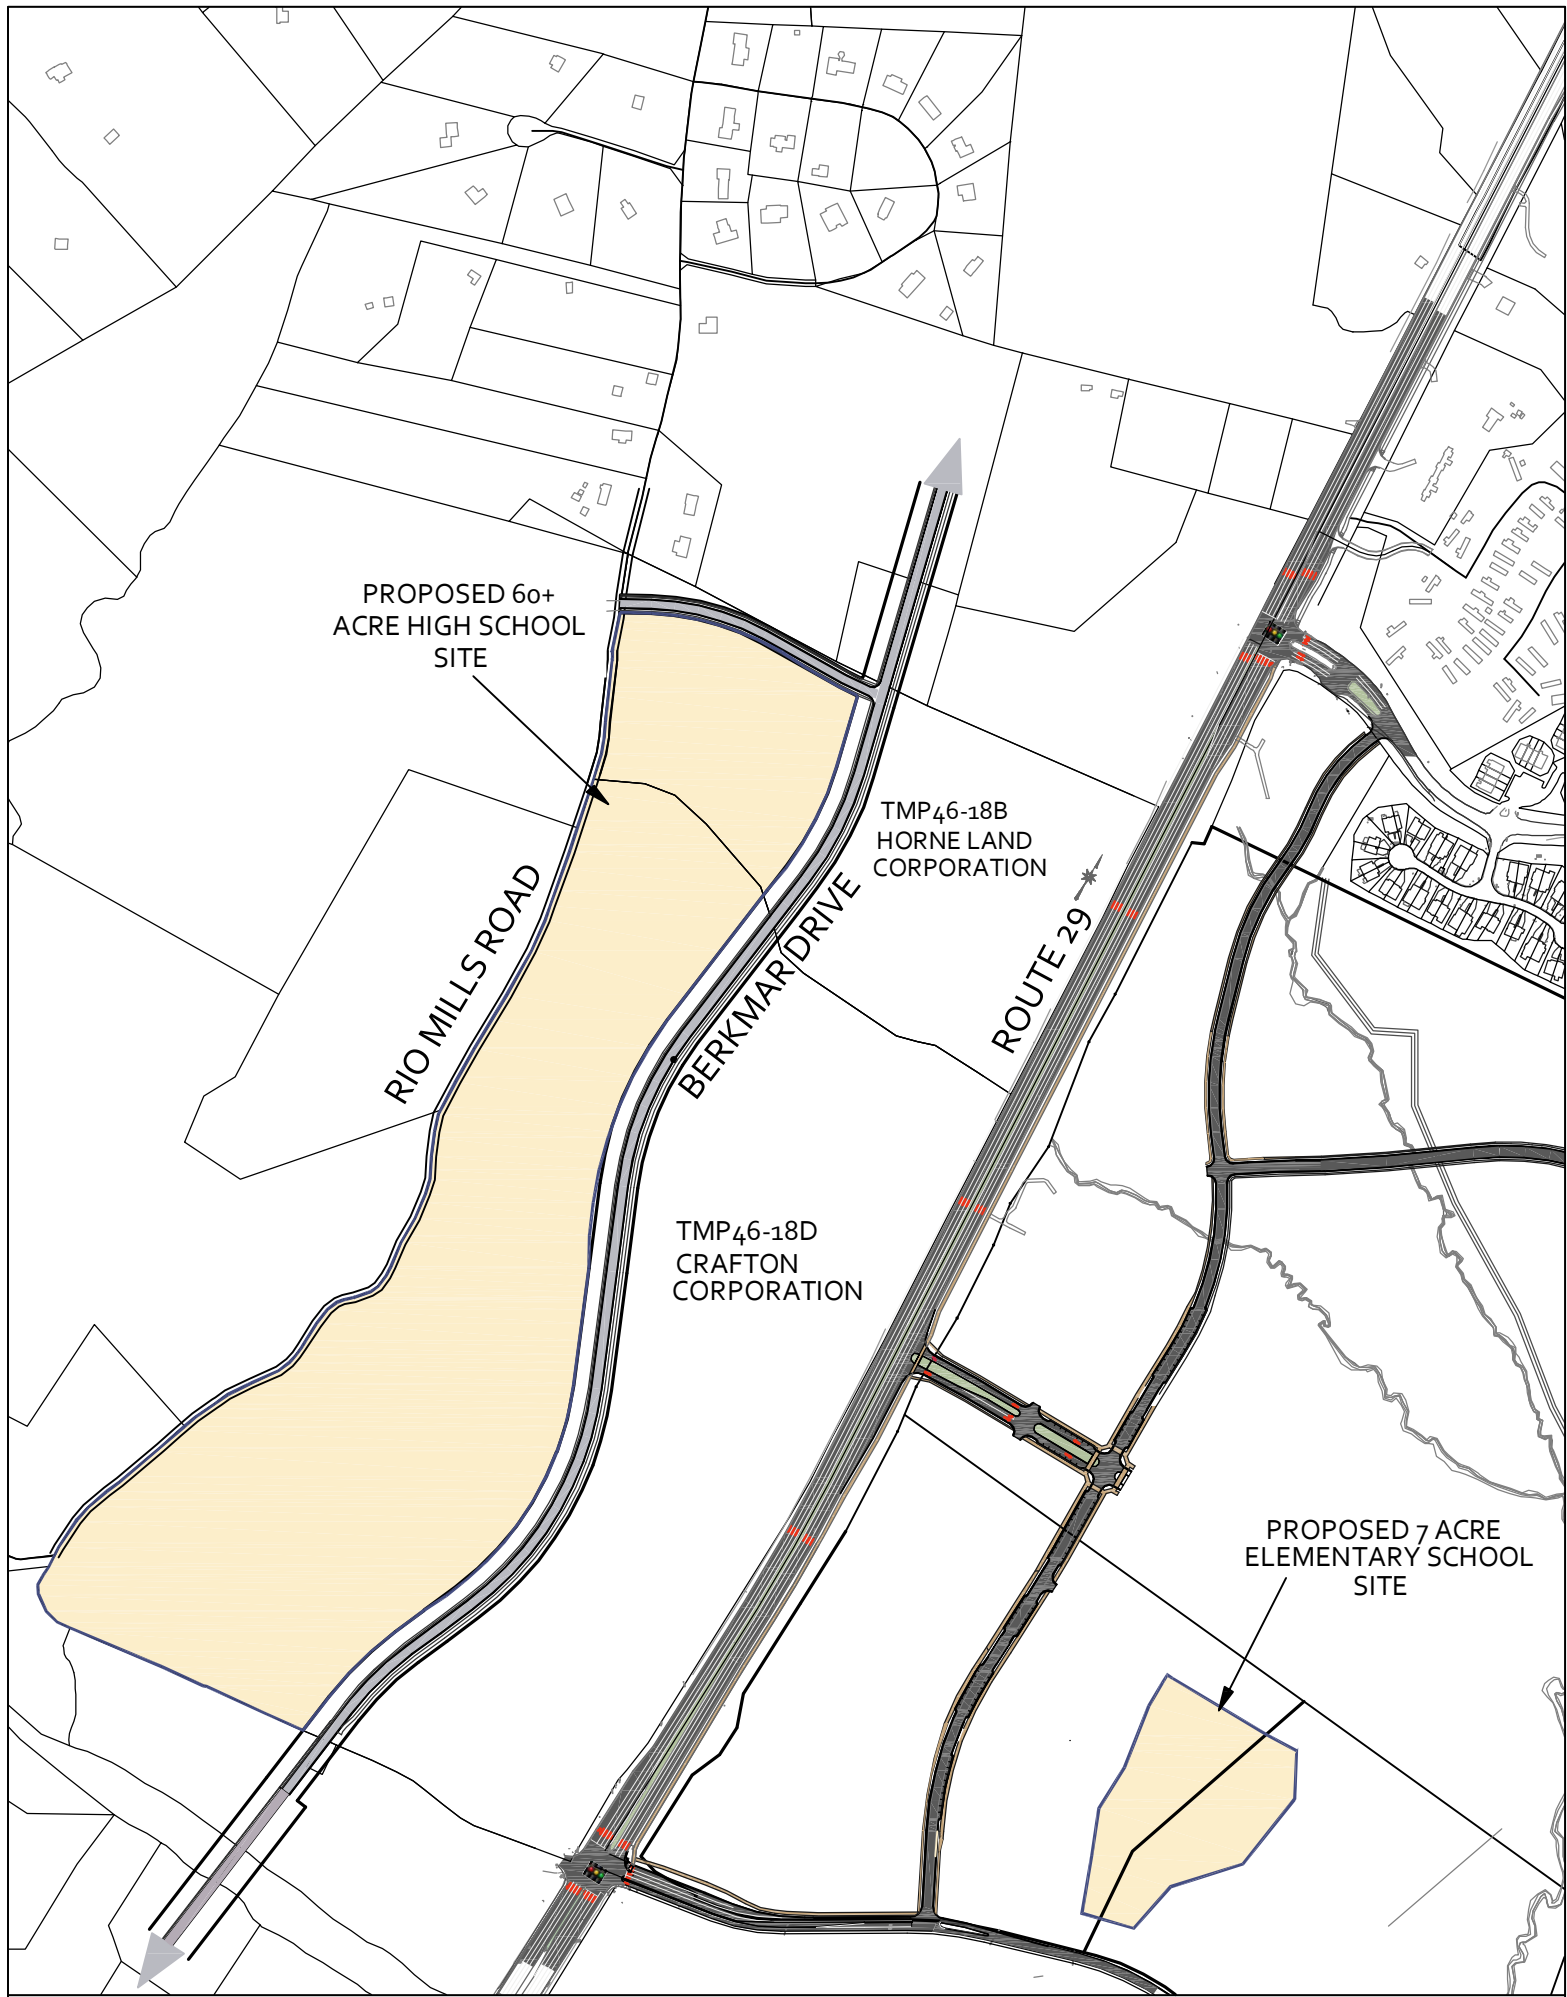 PROPOSED 60+
ACRE HIGH SCHOOL
SITE
TMP46-18B
HORNE LAND
CORPORATION
RIO MILLS ROAD
BERKMAR DRIVE
ROUTE 29
TMP46-18D
CRAFTON
CORPORATION
PROPOSED 7 ACRE
ELEMENTARY SCHOOL
SITE